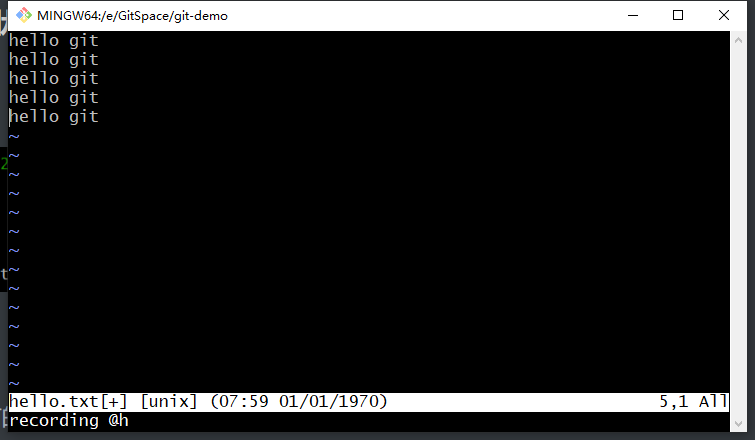 MINGW64:/e/GitSpace/git-demo
hello git
hello git
hello git
hello git
hello git
~
~
~
~
~
~
~
~
~
~
~
~
~
~
hello.txt[+] [unix] (07:59 01/01/1970) 5,1 All
recording @h